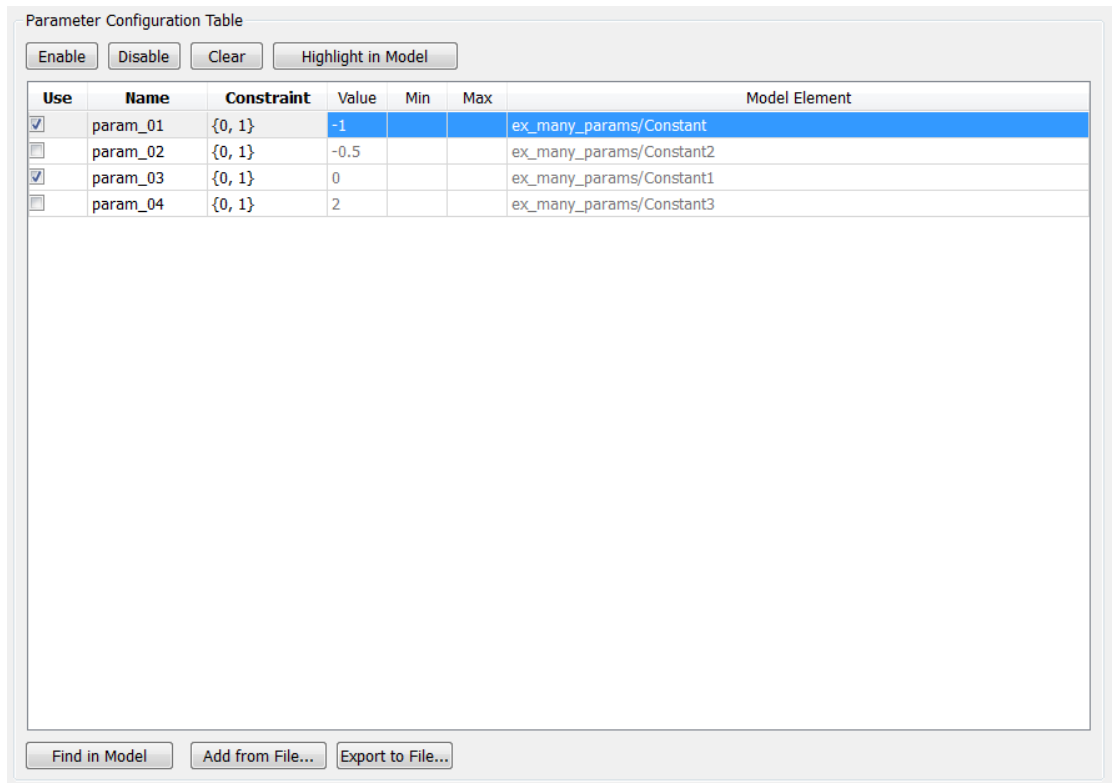 Parameter Configuration Table
Enable Disable Clear Highlight in Model
Use Name Constraint Value Min Max Model Element
param_01 {0, 1} -1 ex_many_params/Constant
param_02 {0, 1} -0.5 ex_many_params/Constant2
param_03 {0, 1} 0 ex_many_params/Constant1
param_04 {0, 1} 2 ex_many_params/Constant3
Find in Model Add from File... Export to File...